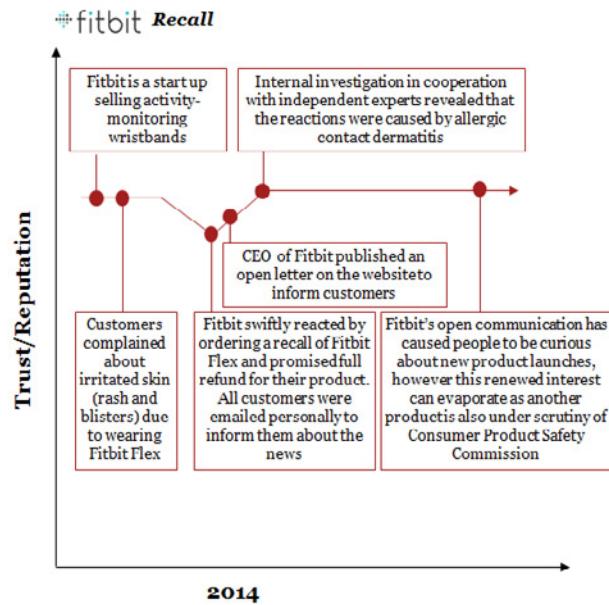 fitbit Recall
Fitbit is a start up
selling activity-
monitoring
wristbands
Internal investigation in cooperation
with independent experts revealed that
the reactions were caused by allergic
contact dermatitis
Trust/Reputation
CEO of Fitbit published an
open letter on the website to
inform customers
Customers
complained
about
irritated skin
(rash and
blisters) due
to wearing
Fitbit Flex
Fitbit swiftly reacted by
ordering a recall of Fitbit
Flex and promised full
refund for their product.
All customers were
emailed personally to
inform them about the
news
Fitbit's open communication has
caused people to be curious
about new product launches,
however this renewed interest
can evaporate as another
product is also under scrutiny of
Consumer Product Safety
Commission
2014